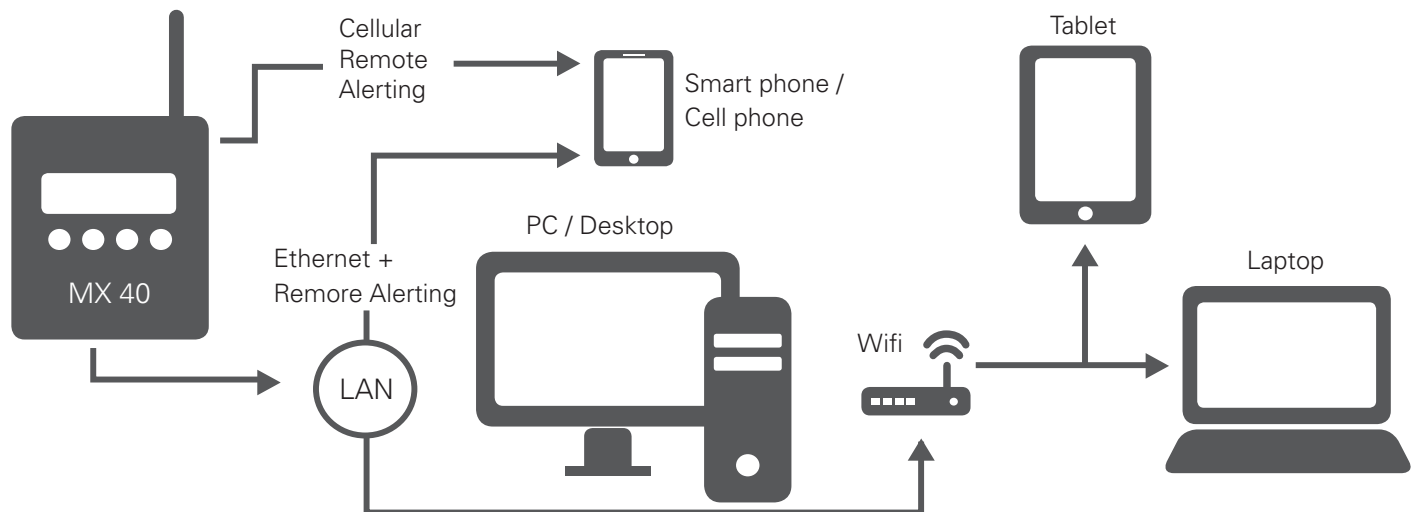 Cellular
Remote
Alerting
Smart phone /
Cell phone
Tablet
MX 40
Ethernet +
Remore Alerting
LAN
PC / Desktop
Wifi
Laptop